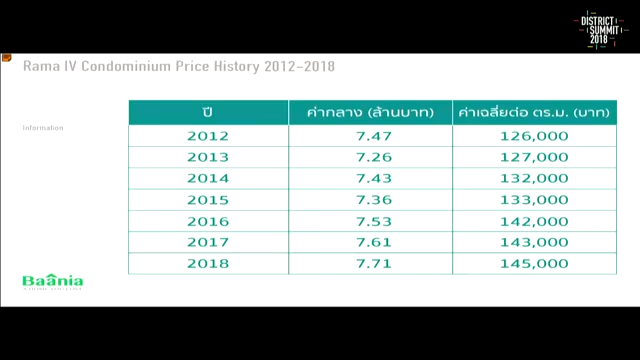 DISTRICT
SUMMIT
2018
Rama IV Condominium Price History 2012-2018
Information
ปี ค่ากลาง (ล้านบาท) ค่าเฉลี่ยต่อ ตร.ม. (บาท)
2012 7.47 126,000
2013 7.26 127,000
2014 7.43 132,000
2015 7.36 133,000
2016 7.53 142,000
2017 7.61 143,000
2018 7.71 145,000
Baania